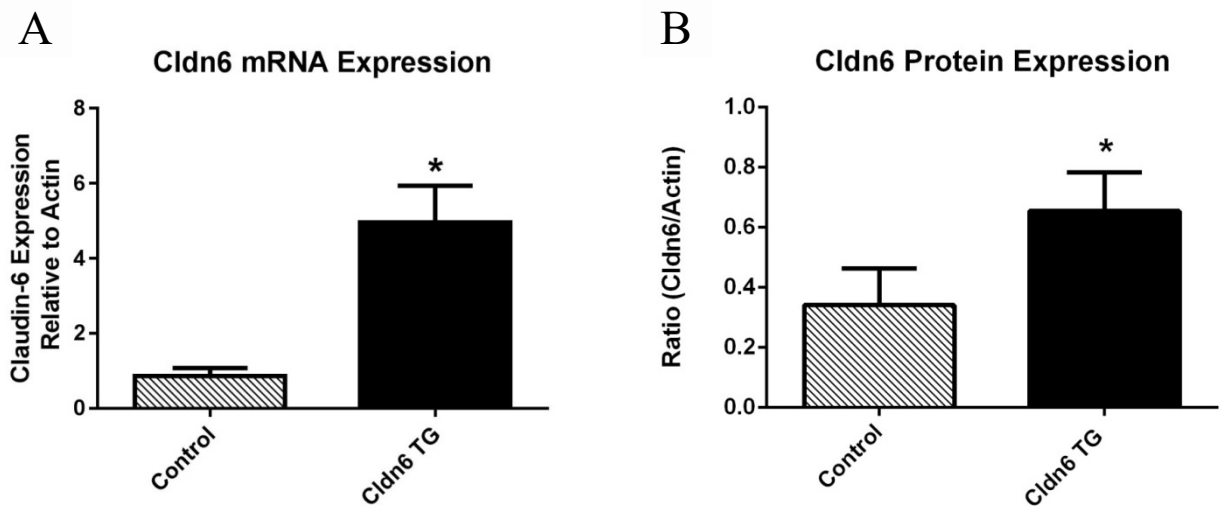 A
Cldn6 mRNA Expression
Claudin-6 Expression
Relative to Actin
8
6
4
2
0
*
Control
Cldn6 TG
B
Cldn6 Protein Expression
Ratio (Cldn6/Actin)
1.0
0.8
0.6
0.4
0.2
0.0
*
Control
Cldn6 TG